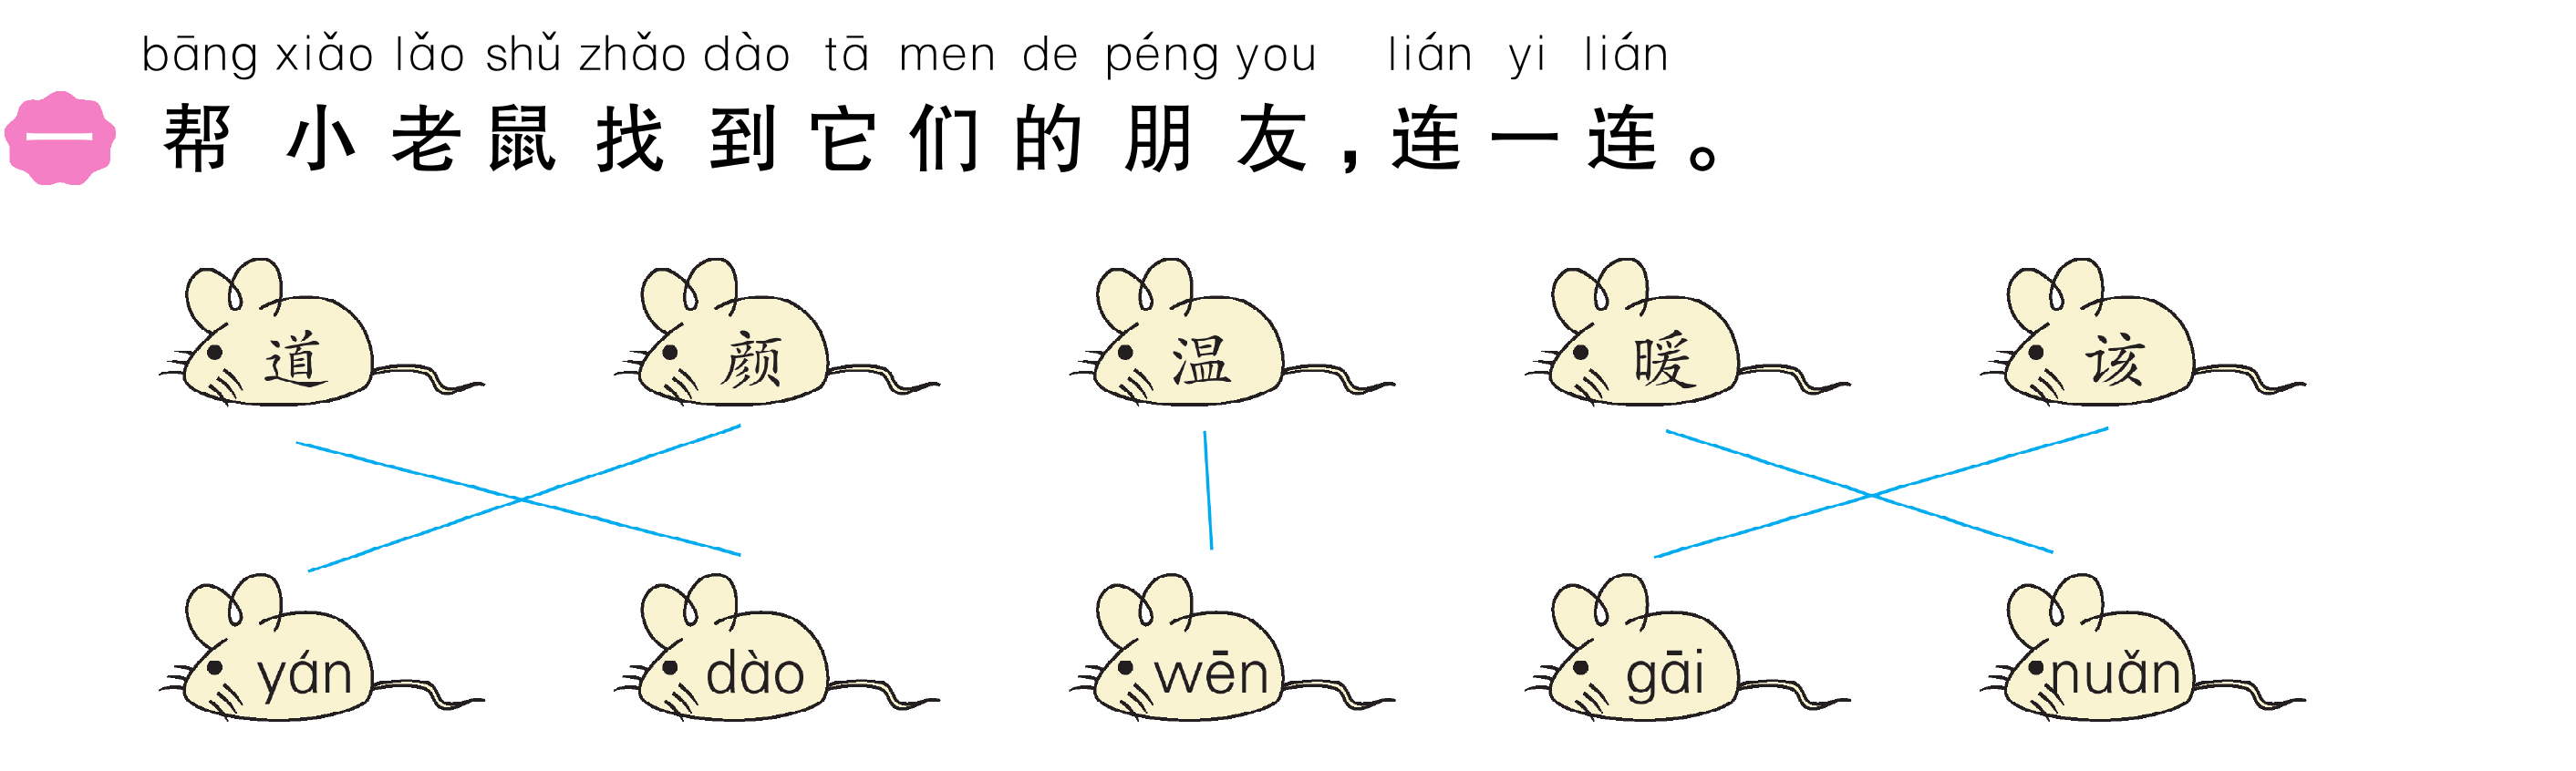 bāng xiǎo lǎo shǔ zhǎo dào tā men de péng you lián yi lián
一 帮小老鼠找到它们的朋友，连一连。
道 颜 温 暖 该
yán dào wēn gāi nuǎn